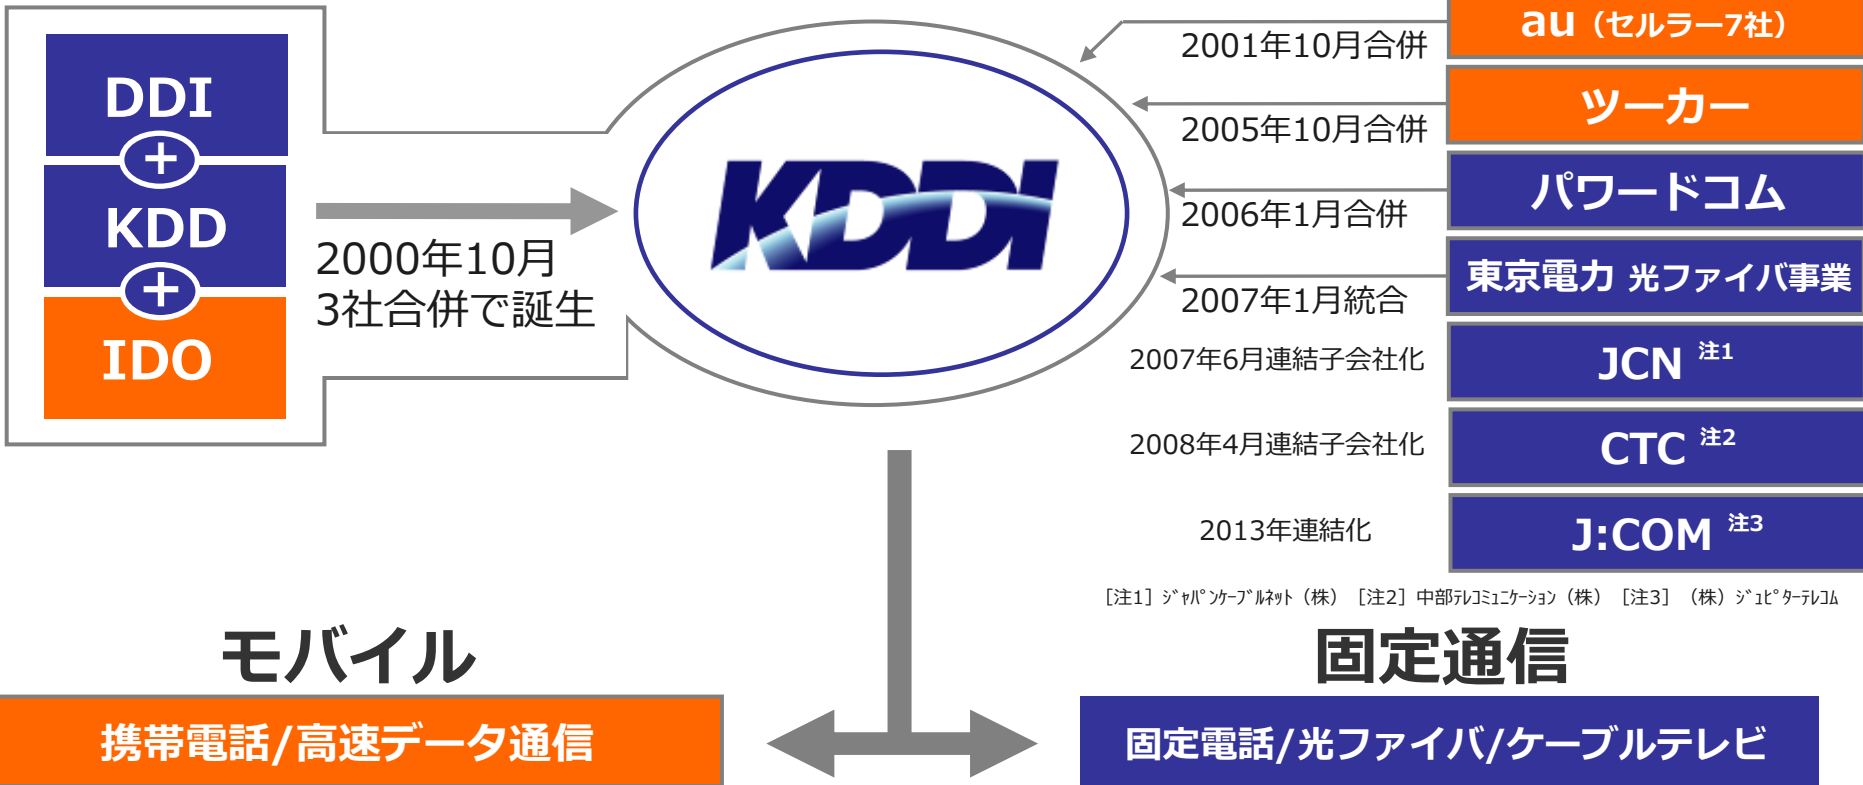 DDI
+
KDD
+
IDO
2000年10月
3社合併で誕生
KDDI
2001年10月合併
au（セルラー7社）
2005年10月合併
ツーカー
2006年1月合併
パワードコム
2007年1月統合
東京電力 光ファイバ事業
2007年6月連結子会社化
JCN 注1
2008年4月連結子会社化
CTC 注2
2013年連結化
J:COM 注3
［注1］ｼﾞｬﾊﾟﾝｹｰﾌﾞﾙﾈｯﾄ（株）［注2］中部ﾃﾚｺﾐｭﾆｹｰｼｮﾝ（株）［注3］（株）ｼﾞｭﾋﾟﾀｰﾃﾚｺﾑ
モバイル
携帯電話/高速データ通信
固定通信
固定電話/光ファイバ/ケーブルテレビ